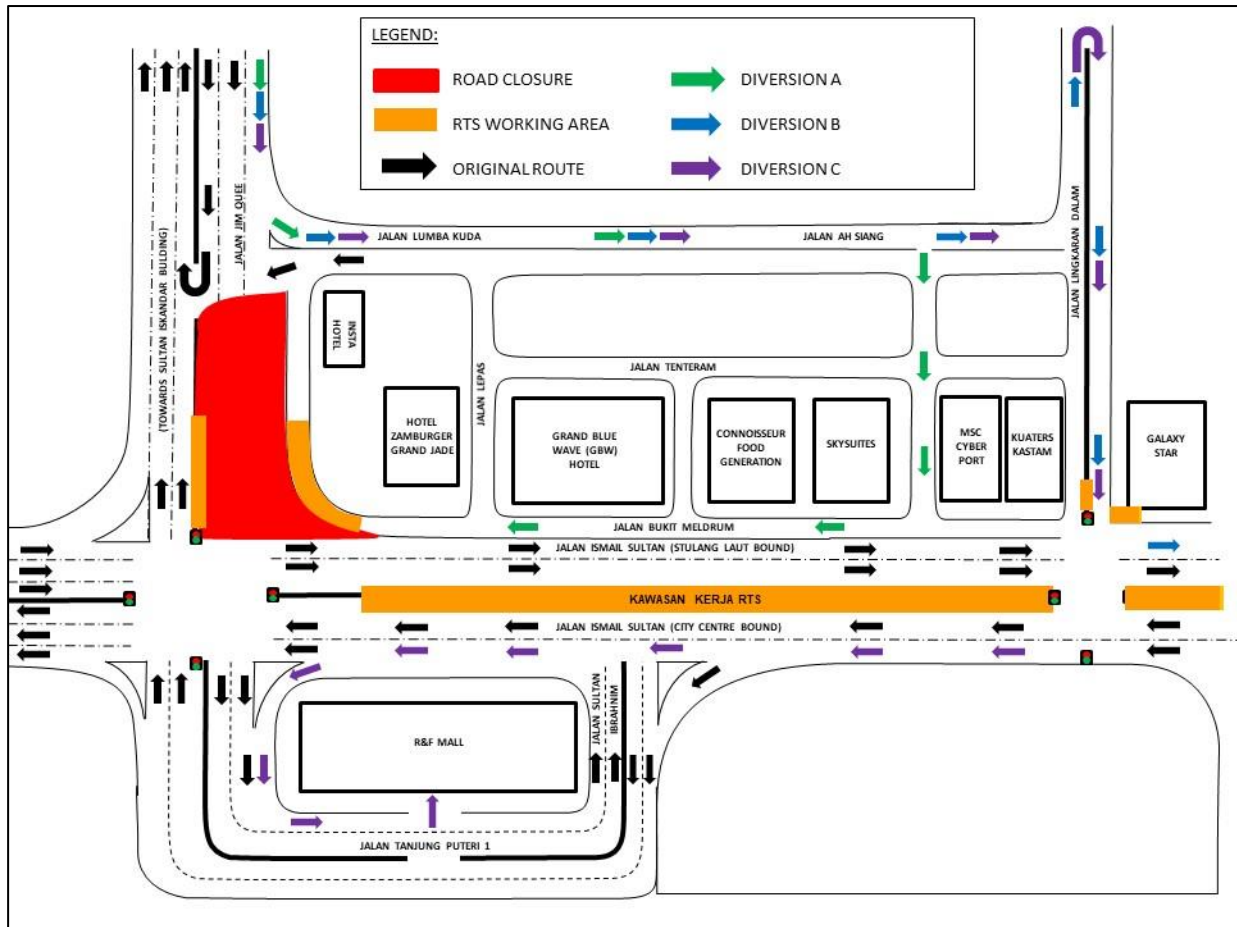 LEGEND:
ROAD CLOSURE
DIVERSION A
RTS WORKING AREA
DIVERSION B
ORIGINAL ROUTE
DIVERSION C
(TOWARDS SULTAN ISKANDAR BULDING)
JALAN JIM QUEE
JALAN LUMBA KUDA
JALAN AH SIANG
JALAN LINGKARAN DALAM
INSTA
HOTEL
JALAN LEPAS
JALAN TENTERAM
HOTEL
ZAMBURGER
GRAND JADE
GRAND BLUE
WAVE (GBW)
HOTEL
CONNOISSEUR
FOOD
GENERATION
SKYSUITES
MSC
CYBER
PORT
KUATERS
KASTAM
GALAXY
STAR
JALAN BUKIT MELDRUM
JALAN ISMAIL SULTAN (STULANG LAUT BOUND)
KAWASAN KERJA RTS
JALAN ISMAIL SULTAN (CITY CENTRE BOUND)
JALAN SULTAN
IBRAHNIM
R&F MALL
JALAN TANJUNG PUTERI 1